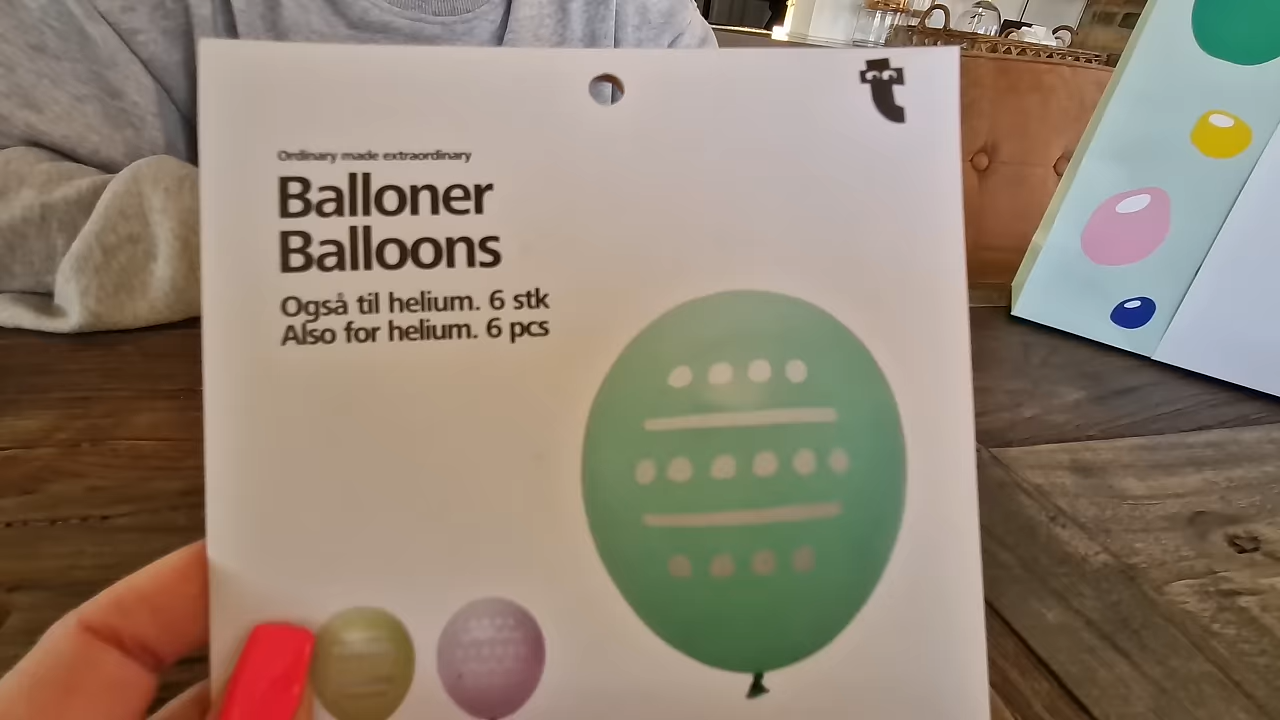 Ordinary made extraordinary
Balloner
Balloons
Også til helium. 6 stk
Also for helium. 6 pcs